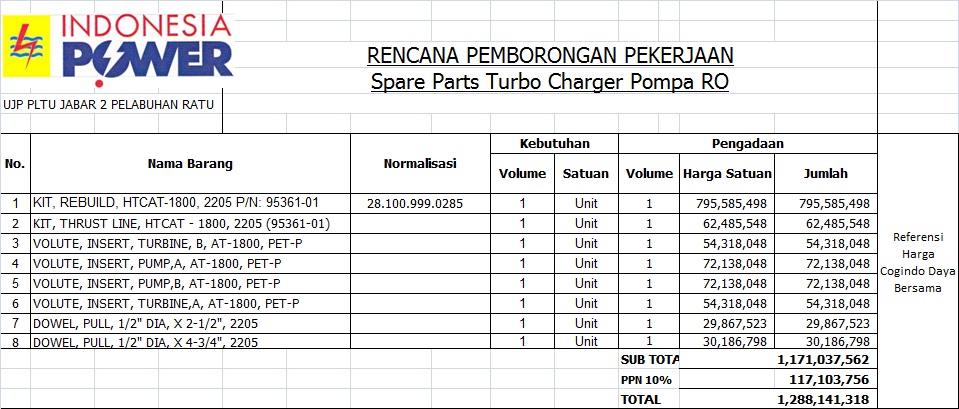 INDONESIA
POWER
UJP PLTU JABAR 2 PELABUHAN RATU
RENCANA PEMBORONGAN PEKERJAAN
Spare Parts Turbo Charger Pompa RO
No. Nama Barang Normalisasi Kebutuhan Pengadaan
Volume Satuan Volume Harga Satuan Jumlah
1 KIT, REBUILD, HTCAT-1800, 2205 P/N: 95361-01 28.100.999.0285 1 Unit 1 795,585,498 795,585,498
2 KIT, THRUST LINE, HTCAT - 1800, 2205 (95361-01) 1 Unit 1 62,485,548 62,485,548
3 VOLUTE, INSERT, TURBINE, B, AT-1800, PET-P 1 Unit 1 54,318,048 54,318,048
4 VOLUTE, INSERT, PUMP,A, AT-1800, PET-P 1 Unit 1 72,138,048 72,138,048
5 VOLUTE, INSERT, PUMP,B, AT-1800, PET-P 1 Unit 1 72,138,048 72,138,048
6 VOLUTE, INSERT, TURBINE,A, AT-1800, PET-P 1 Unit 1 54,318,048 54,318,048
7 DOWEL, PULL, 1/2" DIA, X 2-1/2", 2205 1 Unit 1 29,867,523 29,867,523
8 DOWEL, PULL, 1/2" DIA, X 4-3/4", 2205 1 Unit 1 30,186,798 30,186,798
SUB TOTA 1,171,037,562
PPN 10% 117,103,756
TOTAL 1,288,141,318
Referensi
Harga
Cogindo Daya
Bersama